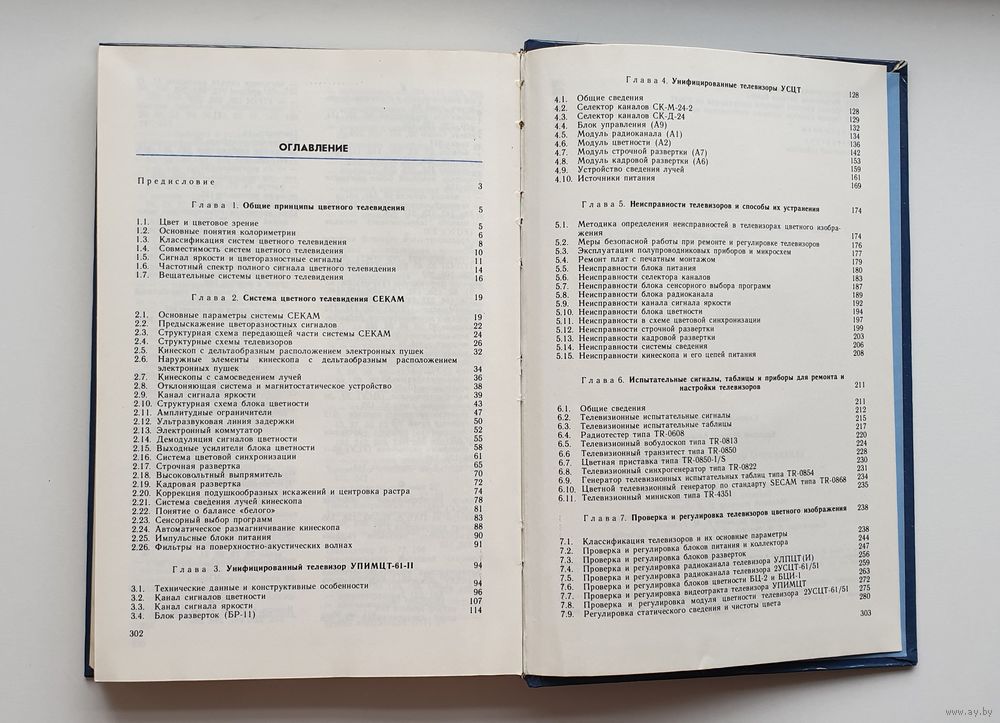 ОГЛАВЛЕНИЕ
Предисловие 3
Глава 1. Общие принципы цветного телевидения 5
1.1. Цвет и цветовое зрение 5
1.2. Основные понятия колориметрии 6
1.3. Классификация систем цветного телевидения 8
1.4. Совместимость систем цветного телевидения 10
1.5. Сигнал яркости и цветоразностные сигналы 11
1.6. Частотный спектр полного сигнала цветного телевидения 14
1.7. Вещательные системы цветного телевидения 16
Глава 2. Система цветного телевидения СЕКАМ 19
2.1. Основные параметры системы СЕКАМ 19
2.2. Предыскажение цветоразностных сигналов 22
2.3. Структурная схема передающей части системы СЕКАМ 24
2.4. Структурные схемы телевизоров 26
2.5. Кинескоп с дельтаобразным расположением электронных пушек 32
2.6. Наружные элементы кинескопа с дельтаобразным расположением
электронных пушек 34
2.7. Кинескопы с самосведением лучей 36
2.8. Отклоняющая система и магнитостатическое устройство 38
2.9. Канал сигнала яркости 39
2.10. Структурная схема блока цветности 43
2.11. Амплитудные ограничители 47
2.12. Ультразвуковая линия задержки 50
2.13. Электронный коммутатор 52
2.14. Демодуляция сигналов цветности 55
2.15. Выходные усилители блока цветности 58
2.16. Система цветовой синхронизации 61
2.17. Строчная развертка 65
2.18. Высоковольтный выпрямитель 70
2.19. Кадровая развертка 72
2.20. Коррекция подушкообразных искажений и центровка растра 74
2.21. Система сведения лучей кинескопа 78
2.22. Понятие о балансе «белого» 81
2.23. Сенсорный выбор программ 83
2.24. Автоматическое размагничивание кинескопа 88
2.25. Импульсные блоки питания 90
2.26. Фильтры на поверхностно-акустических волнах 91
Глава 3. Унифицированный телевизор УПИМЦТ-61-II 94
3.1. Технические данные и конструктивные особенности 94
3.2. Канал сигналов цветности 96
3.3. Канал сигнала яркости 107
3.4. Блок разверток (БР-11) 114
302
Глава 4. Унифицированные телевизоры УСЦТ 128
4.1. Общие сведения 128
4.2. Селектор каналов СК-М-24-2 129
4.3. Селектор каналов СК-Д-24 132
4.4. Блок управления (А9) 134
4.5. Модуль радиоканала (А1) 136
4.6. Модуль цветности (А2) 142
4.7. Модуль строчной развертки (А7) 153
4.8. Модуль кадровой развертки (А6) 159
4.9. Устройство сведения лучей 161
4.10. Источники питания 169
Глава 5. Неисправности телевизоров и способы их устранения 174
5.1. Методика определения неисправностей в телевизорах цветного изобра-
жения 174
5.2. Меры безопасной работы при ремонте и регулировке телевизоров 176
5.3. Эксплуатация полупроводниковых приборов и микросхем 177
5.4. Ремонт плат с печатным монтажом 179
5.5. Неисправности блока питания 180
5.6. Неисправности селектора каналов 183
5.7. Неисправности блока сенсорного выбора программ 187
5.8. Неисправности блока радиоканала 189
5.9. Неисправности канала сигнала яркости 192
5.10. Неисправности блока цветности 194
5.11. Неисправности в схеме цветовой синхронизации 197
5.12. Неисправности строчной развертки 199
5.13. Неисправности кадровой развертки 203
5.14. Неисправности системы сведения 206
5.15. Неисправности кинескопа и его цепей питания 208
Глава 6. Испытательные сигналы, таблицы и приборы для ремонта и
настройки телевизоров 211
6.1. Общие сведения 211
6.2. Телевизионные испытательные сигналы 212
6.3. Телевизионные испытательные таблицы 215
6.4. Радиотестер типа TR-0608 217
6.5. Телевизионный вобулоскоп типа TR-0813 220
6.6 Телевизионный транзитест типа TR-0850 224
6.7. Цветная приставка типа TR-0850-1/S 228
6.8. Телевизионный синхрогенератор типа TR-0822 230
6.9. Генератор телевизионных испытательных таблиц типа TR-0854 231
6.10. Цветной телевизионный генератор по стандарту SECAM типа TR-0868 234
6.11. Телевизионный минископ типа TR-4351 235
Глава 7. Проверка и регулировка телевизоров цветного изображения 238
7.1. Классификация телевизоров и их основные параметры 238
7.2. Проверка и регулировка блоков питания и коллектора 244
7.3. Проверка и регулировка блоков разверток 247
7.4. Проверка и регулировка радиоканала телевизора УЛПЦТ(И) 256
7.5. Проверка и регулировка радиоканала телевизора 2УСЦТ-61/51 259
7.6. Проверка и регулировка блоков цветности БЦ-2 и БЦИ-1 263
7.7. Проверка и регулировка видеотракта телевизора УПИМЦТ 272
7.8. Проверка и регулировка модуля цветности телевизора 2УСЦТ-61/51 275
7.9. Регулировка статического сведения и чистоты цвета 280
303
www.ay.by